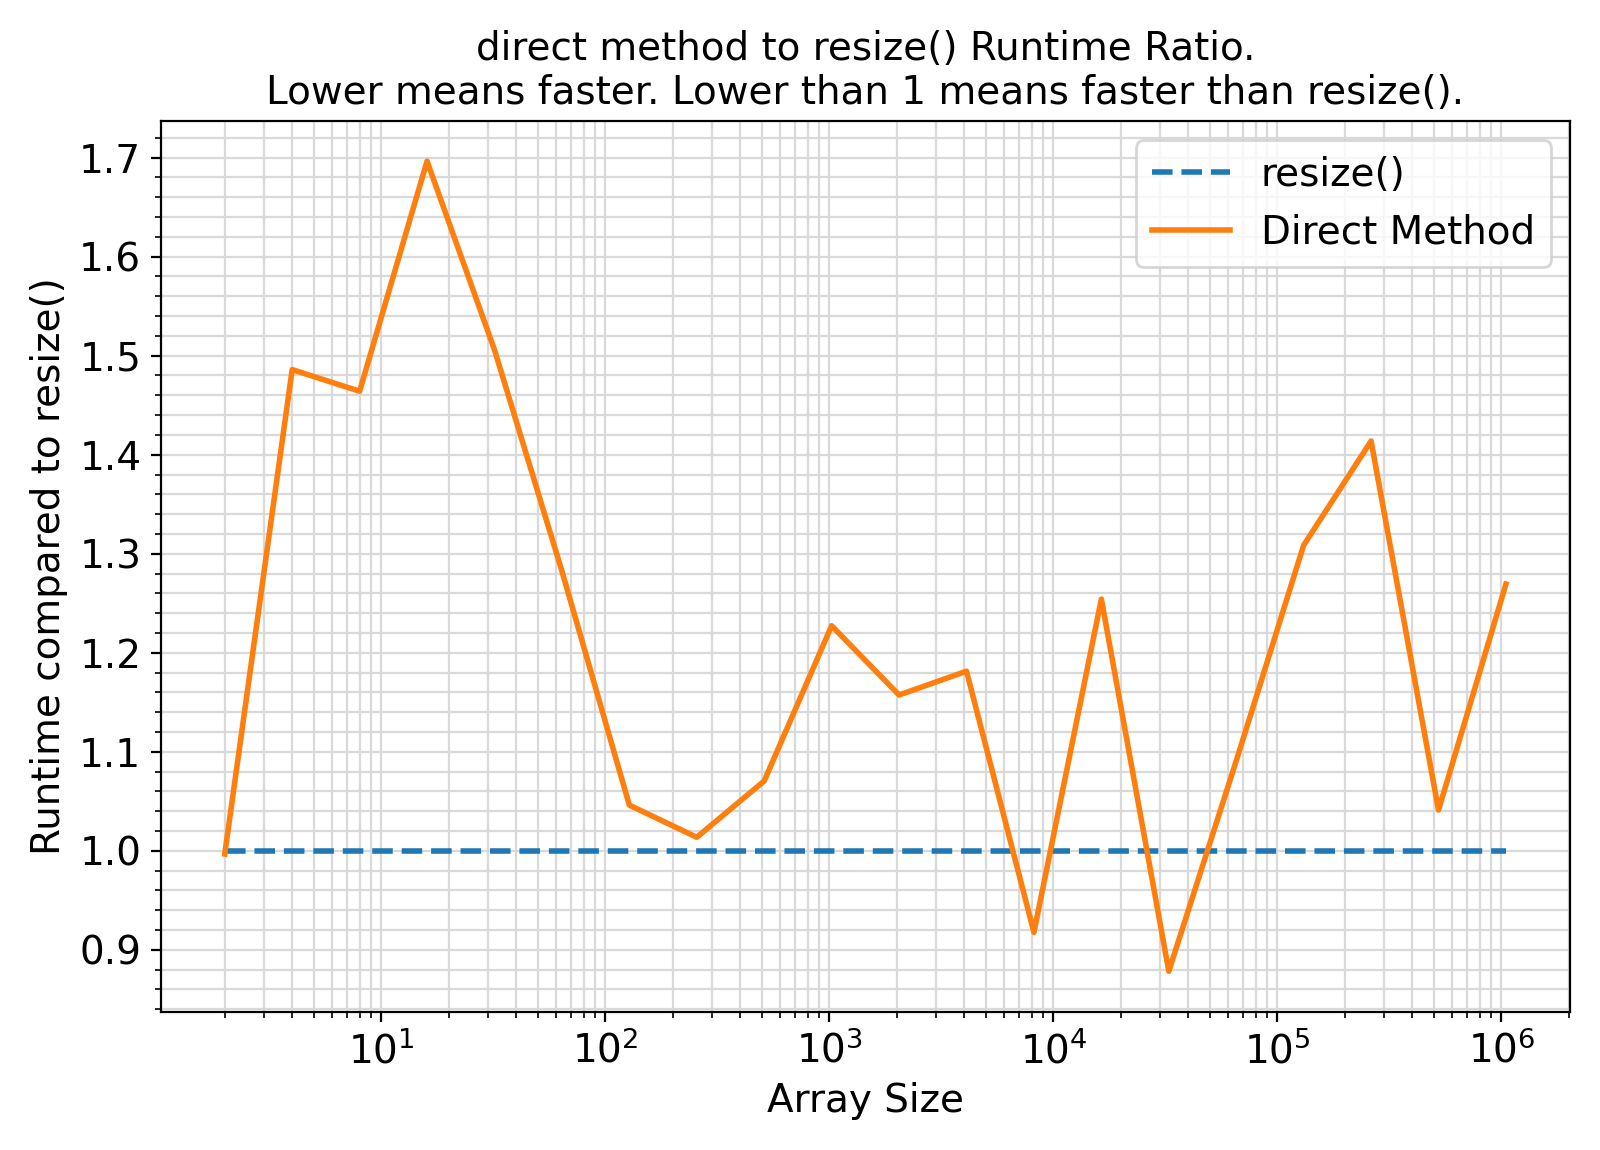 direct method to resize() Runtime Ratio.
Lower means faster. Lower than 1 means faster than resize().
resize()
Direct Method
Runtime compared to resize()
1.7
1.6
1.5
1.4
1.3
1.2
1.1
1.0
0.9
10¹ 10² 10³ 10⁴ 10⁵ 10⁶
Array Size